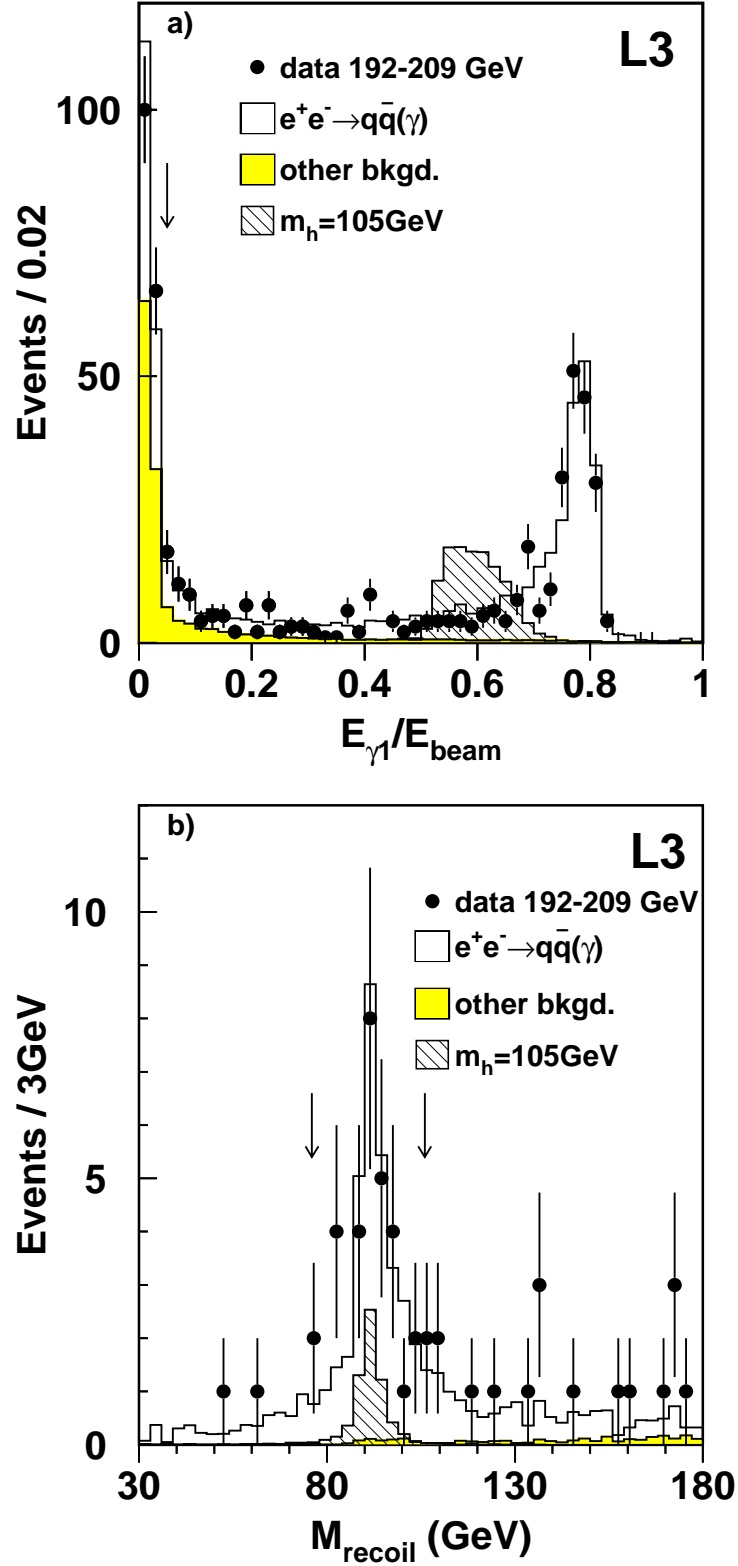 a)
L3
data 192-209 GeV
e⁺e⁻→qq̄(γ)
other bkgd.
m_h=105GeV
Events / 0.02
100
50
0
0 0.2 0.4 0.6 0.8 1
E_γ1/E_beam
b)
L3
data 192-209 GeV
e⁺e⁻→qq̄(γ)
other bkgd.
m_h=105GeV
Events / 3GeV
10
5
0
30 80 130 180
M_recoil (GeV)